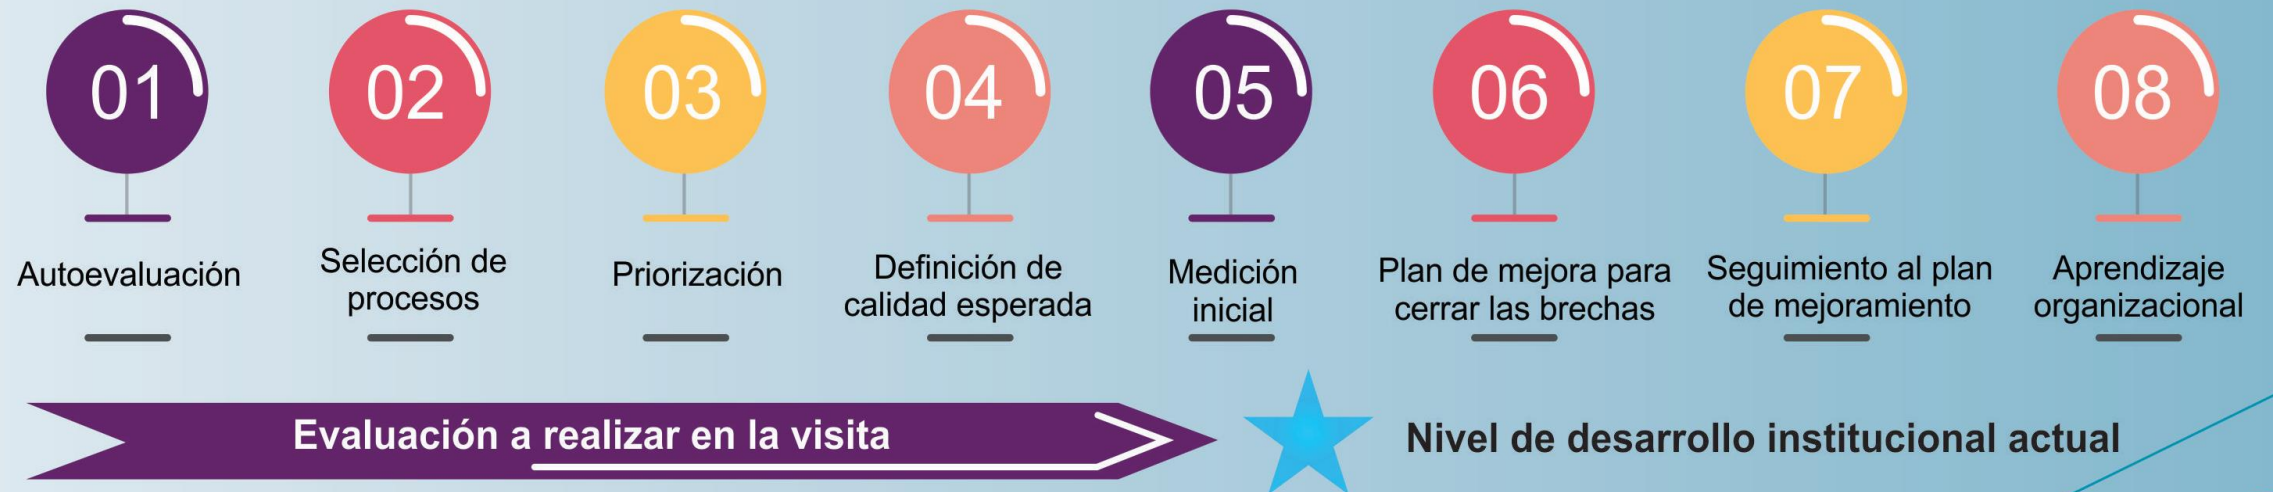 01
02
03
04
05
06
07
08
Autoevaluación
Selección de
procesos
Priorización
Definición de
calidad esperada
Medición
inicial
Plan de mejora para
cerrar las brechas
Seguimiento al plan
de mejoramiento
Aprendizaje
organizacional
Evaluación a realizar en la visita
Nivel de desarrollo institucional actual